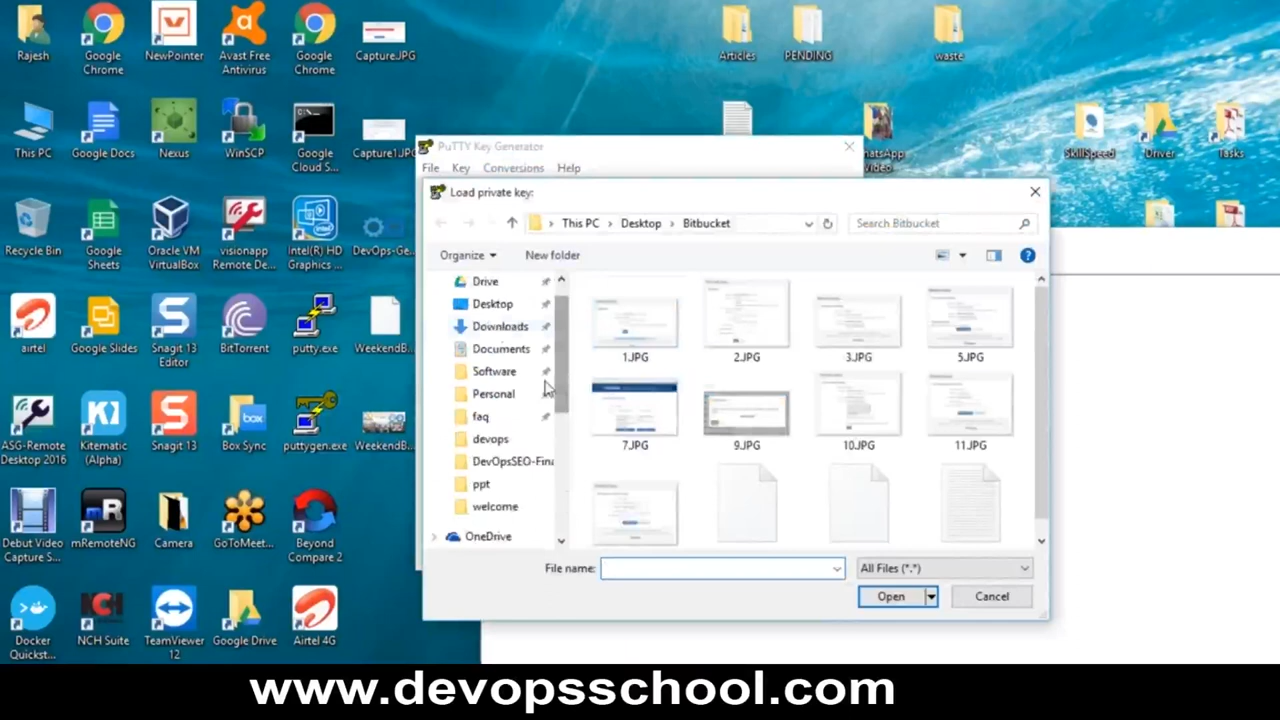 Rajesh
Google Chrome
NewPointer
Avast Free Antivirus
Google Chrome
Capture.JPG
Articles
PENDING
waste
This PC
Google Docs
Nexus
WinSCP
Google Cloud S...
Capture1.JPG
Video
SkillSpeed
Driver
Tasks
Recycle Bin
Google Sheets
Oracle VM VirtualBox
visionapp Remote De...
Intel(R) HD Graphics ...
DevOps-Ge...
airtel
Google Slides
Snagit 13 Editor
BitTorrent
putty.exe
WeekendB...
ASG-Remote Desktop 2016
Kitematic (Alpha)
Snagit 13
Box Sync
puttygen.exe
WeekendB...
Debut Video Capture S...
mRemoteNG
Camera
GoToMeet...
Beyond Compare 2
Docker Quickst...
NCH Suite
TeamViewer 12
Google Drive
Airtel 4G
PuTTY Key Generator
File Key Conversions Help
Load private key:
This PC > Desktop > Bitbucket
Search Bitbucket
Organize
New folder
Drive
Desktop
Downloads
Documents
Software
Personal
faq
devops
DevOpsSEO-Fina
ppt
welcome
OneDrive
1.JPG 2.JPG 3.JPG 5.JPG
7.JPG 9.JPG 10.JPG 11.JPG
File name:
All Files (*.*)
Open
Cancel
www.devopsschool.com